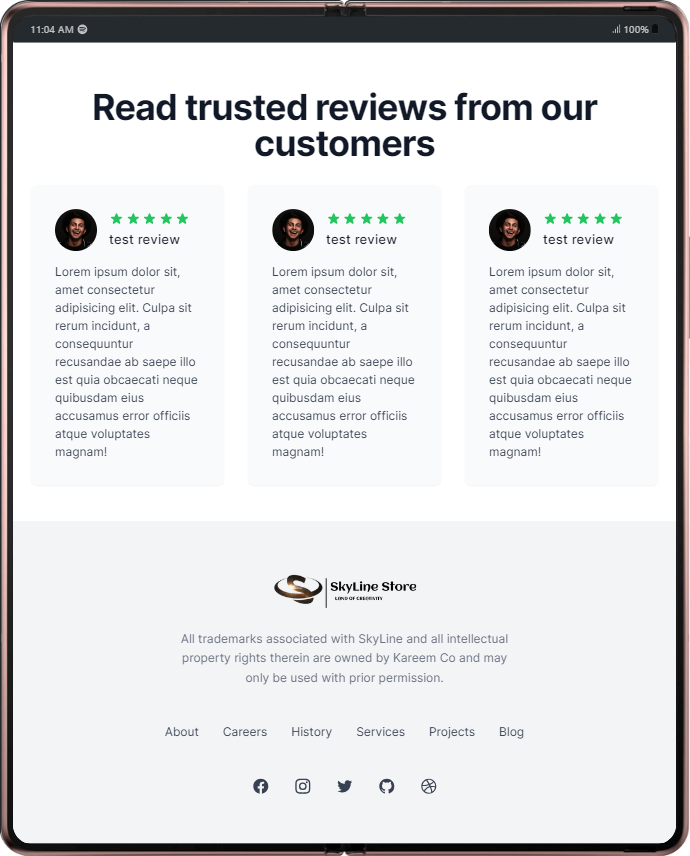 11:04 AM
100%
Read trusted reviews from our
customers
test review
Lorem ipsum dolor sit,
amet consectetur
adipisicing elit. Culpa sit
rerum incidunt, a
consequuntur
recusandae ab saepe illo
est quia obcaecati neque
quibusdam eius
accusamus error officiis
atque voluptates
magnam!
test review
Lorem ipsum dolor sit,
amet consectetur
adipisicing elit. Culpa sit
rerum incidunt, a
consequuntur
recusandae ab saepe illo
est quia obcaecati neque
quibusdam eius
accusamus error officiis
atque voluptates
magnam!
test review
Lorem ipsum dolor sit,
amet consectetur
adipisicing elit. Culpa sit
rerum incidunt, a
consequuntur
recusandae ab saepe illo
est quia obcaecati neque
quibusdam eius
accusamus error officiis
atque voluptates
magnam!
SkyLine Store
LAND OF CREATIVITY
All trademarks associated with SkyLine and all intellectual
property rights therein are owned by Kareem Co and may
only be used with prior permission.
About Careers History Services Projects Blog